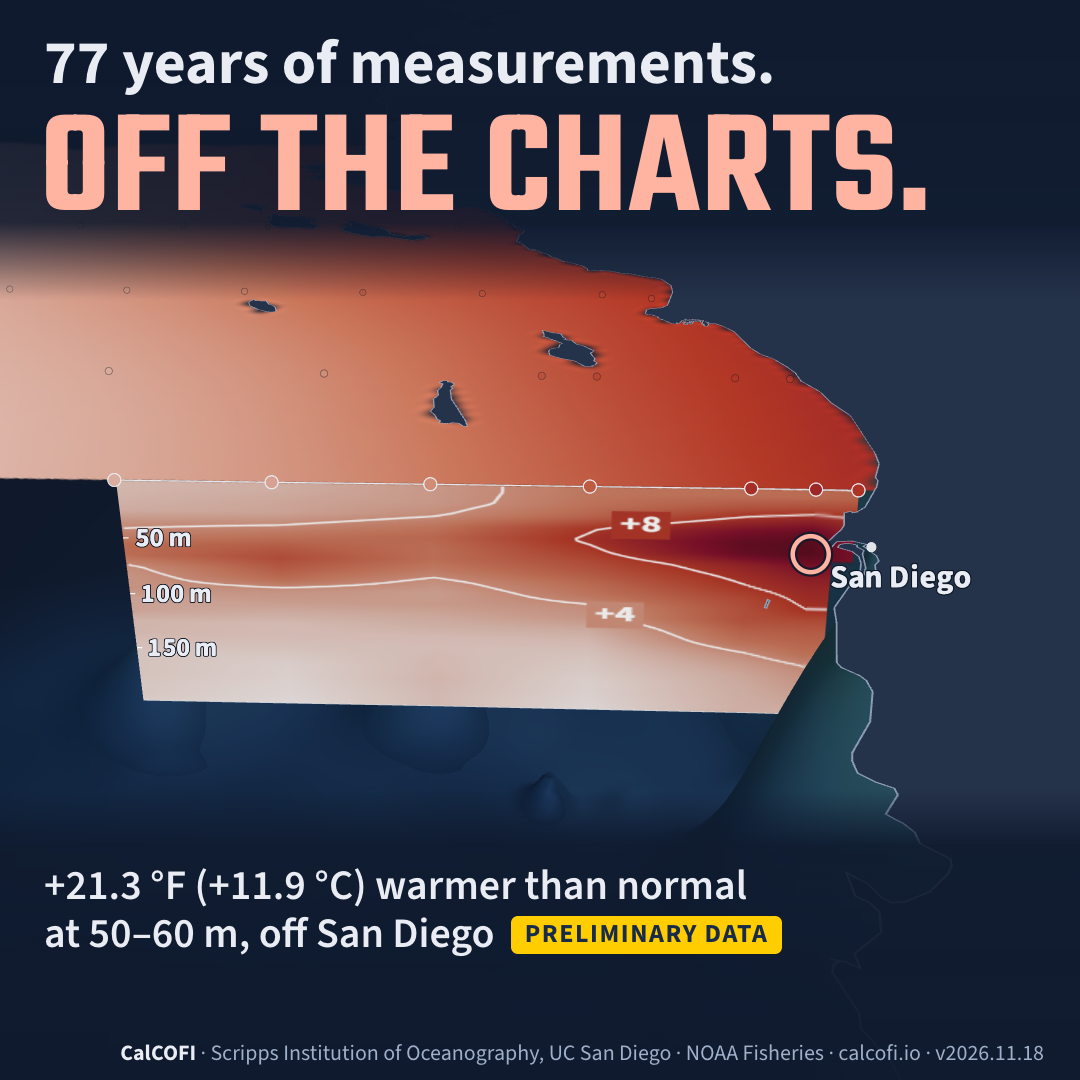 77 years of measurements.
OFF THE CHARTS.
+8
50 m
San Diego
100 m
+4
150 m
+21.3 °F (+11.9 °C) warmer than normal
at 50–60 m, off San Diego PRELIMINARY DATA
CalCOFI · Scripps Institution of Oceanography, UC San Diego · NOAA Fisheries · calcofi.io · v2026.11.18